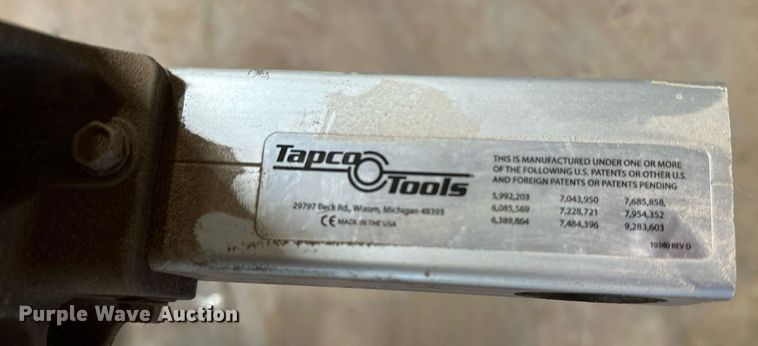 Tapco Tools
29797 Beck Rd., Wixom, Michigan 48393
CE MADE IN THE USA
THIS IS MANUFACTURED UNDER ONE OR MORE
OF THE FOLLOWING U.S. PATENTS OR OTHER U.S.
AND FOREIGN PATENTS OR PATENTS PENDING
5,992,203 7,043,950 7,685,858,
6,085,569 7,228,721 7,954,352
6,389,864 7,484,396 9,283,603
10360 REV D
Purple Wave Auction